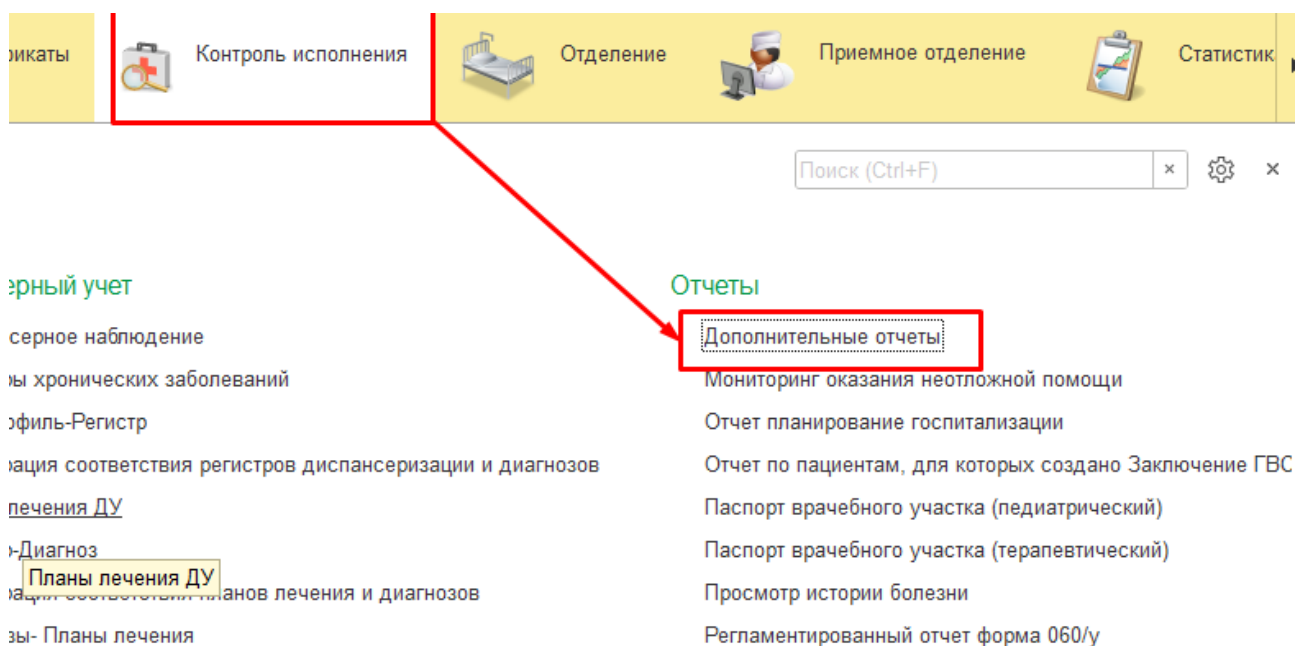 рикаты
Контроль исполнения
Отделение
Приемное отделение
Статистик
Поиск (Ctrl+F)
ерный учет
серное наблюдение
ры хронических заболеваний
офиль-Регистр
рация соответствия регистров диспансеризации и диагнозов
лечения ДУ
о-Диагноз
Планы лечения ДУ
планов лечения и диагнозов
зы- Планы лечения
Отчеты
Дополнительные отчеты
Мониторинг оказания неотложной помощи
Отчет планирование госпитализации
Отчет по пациентам, для которых создано Заключение ГВС
Паспорт врачебного участка (педиатрический)
Паспорт врачебного участка (терапевтический)
Просмотр истории болезни
Регламентированный отчет форма 060/у